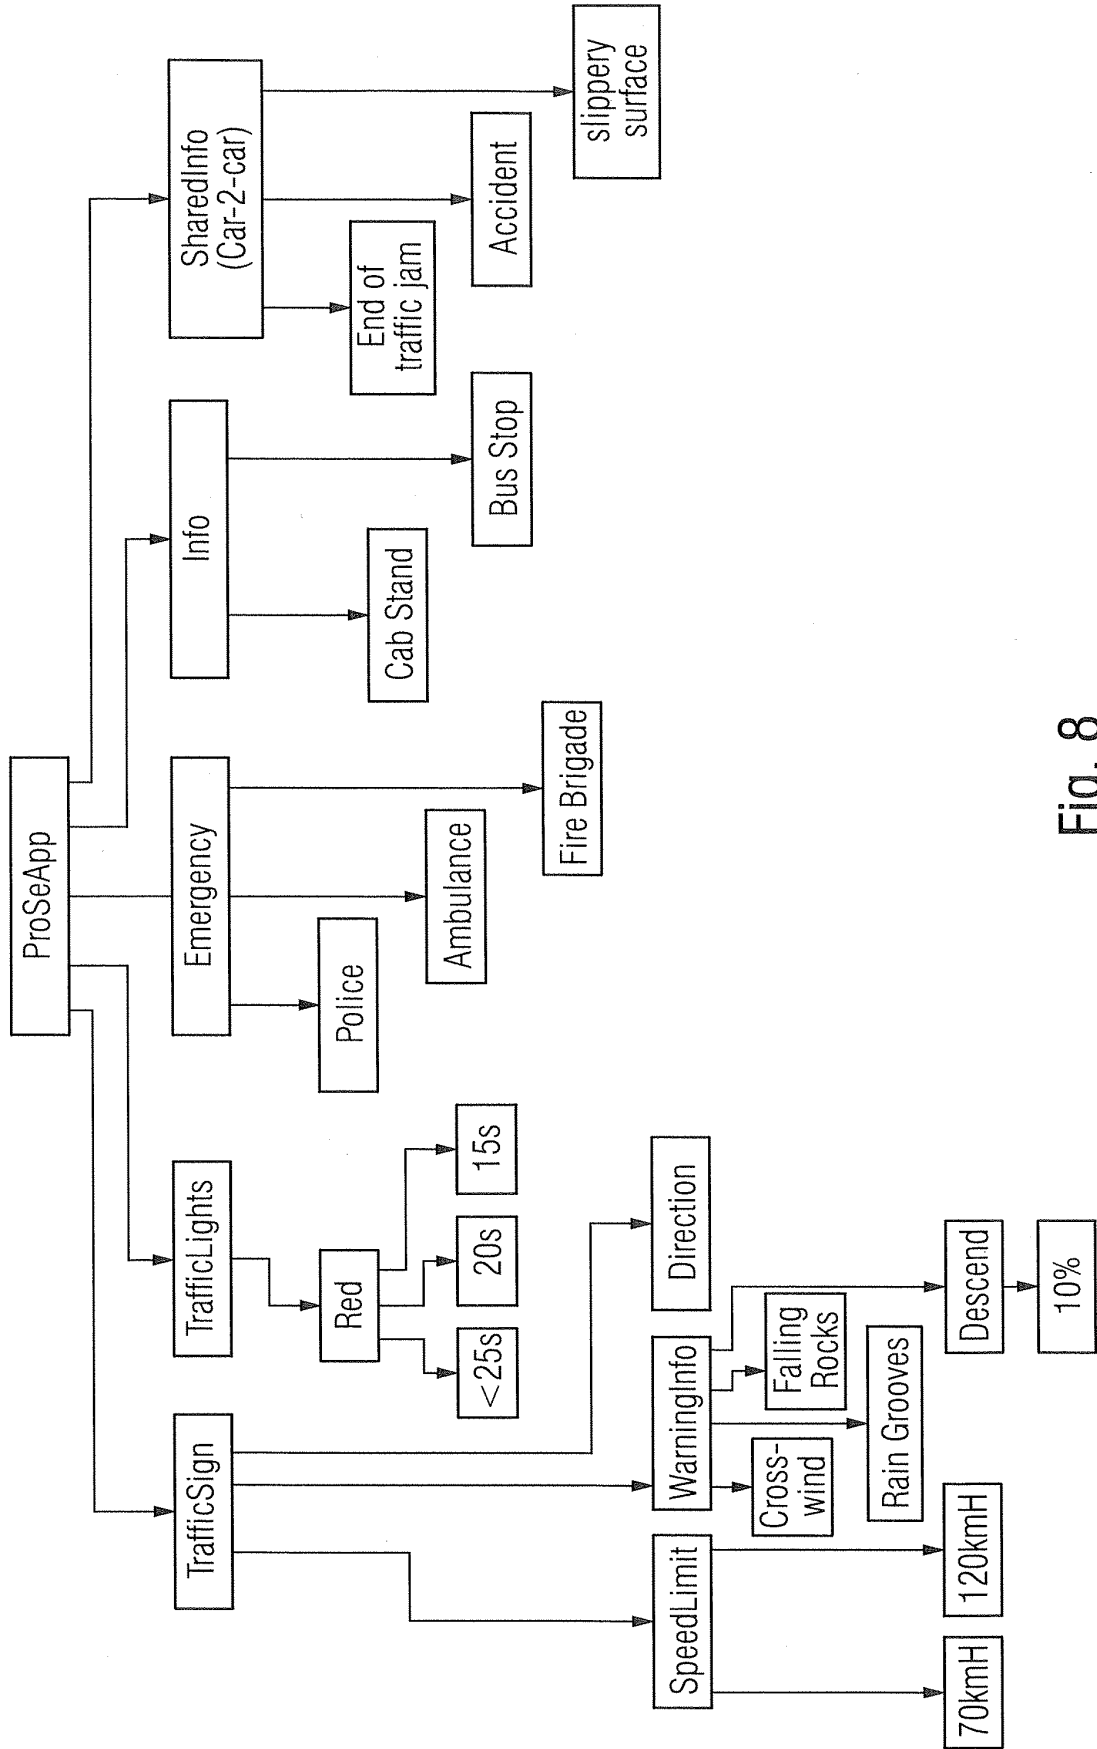 ProSeApp
TrafficSign
TrafficLights
Emergency
Info
SharedInfo
(Car-2-car)
Red
<25s
20s
15s
Police
Ambulance
Fire Brigade
Cab Stand
Bus Stop
End of
traffic jam
Accident
slippery
surface
SpeedLimit
WarningInfo
Direction
Cross-
wind
Falling
Rocks
Rain Grooves
70kmH
120kmH
Descend
10%
Fig. 8